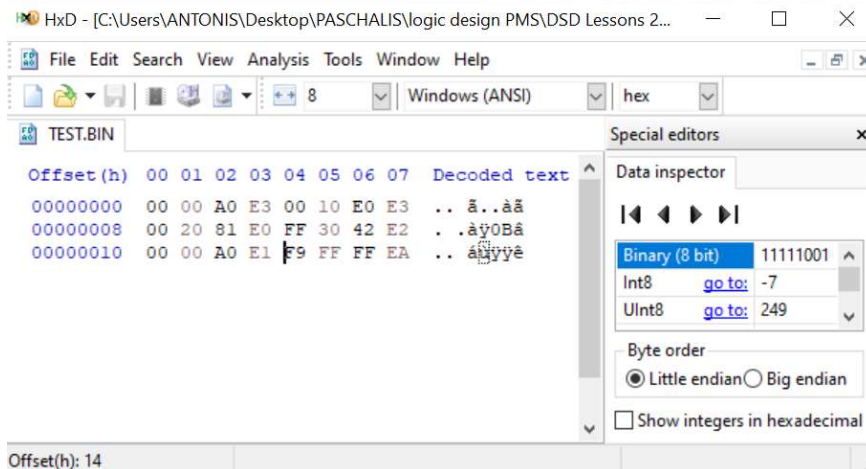 HxD - [C:\Users\ANTONIS\Desktop\PASCHALIS\logic design PMS\DSD Lessons 2...
File Edit Search View Analysis Tools Window Help
8 Windows (ANSI) hex
TEST.BIN
Special editors
Data inspector
Offset(h) 00 01 02 03 04 05 06 07 Decoded text
00000000 00 00 A0 E3 00 10 E0 E3 .. ã..àã
00000008 00 20 81 E0 FF 30 42 E2 . .àÿ0Bâ
00000010 00 00 A0 E1 F9 FF FF EA .. áùÿÿê
Binary (8 bit) 11111001
Int8 go to: -7
UInt8 go to: 249
Byte order
Little endian Big endian
Show integers in hexadecimal
Offset(h): 14